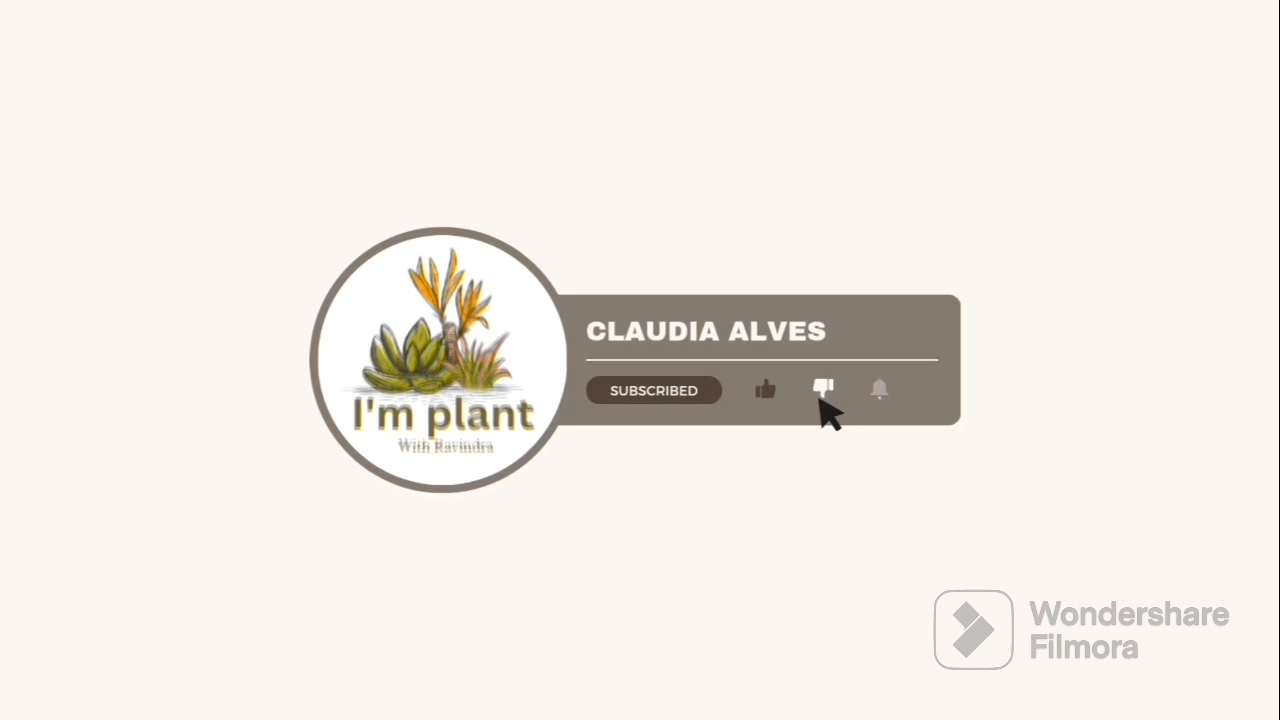 I'm plant
With Ravindra
CLAUDIA ALVES
SUBSCRIBED
Wondershare
Filmora